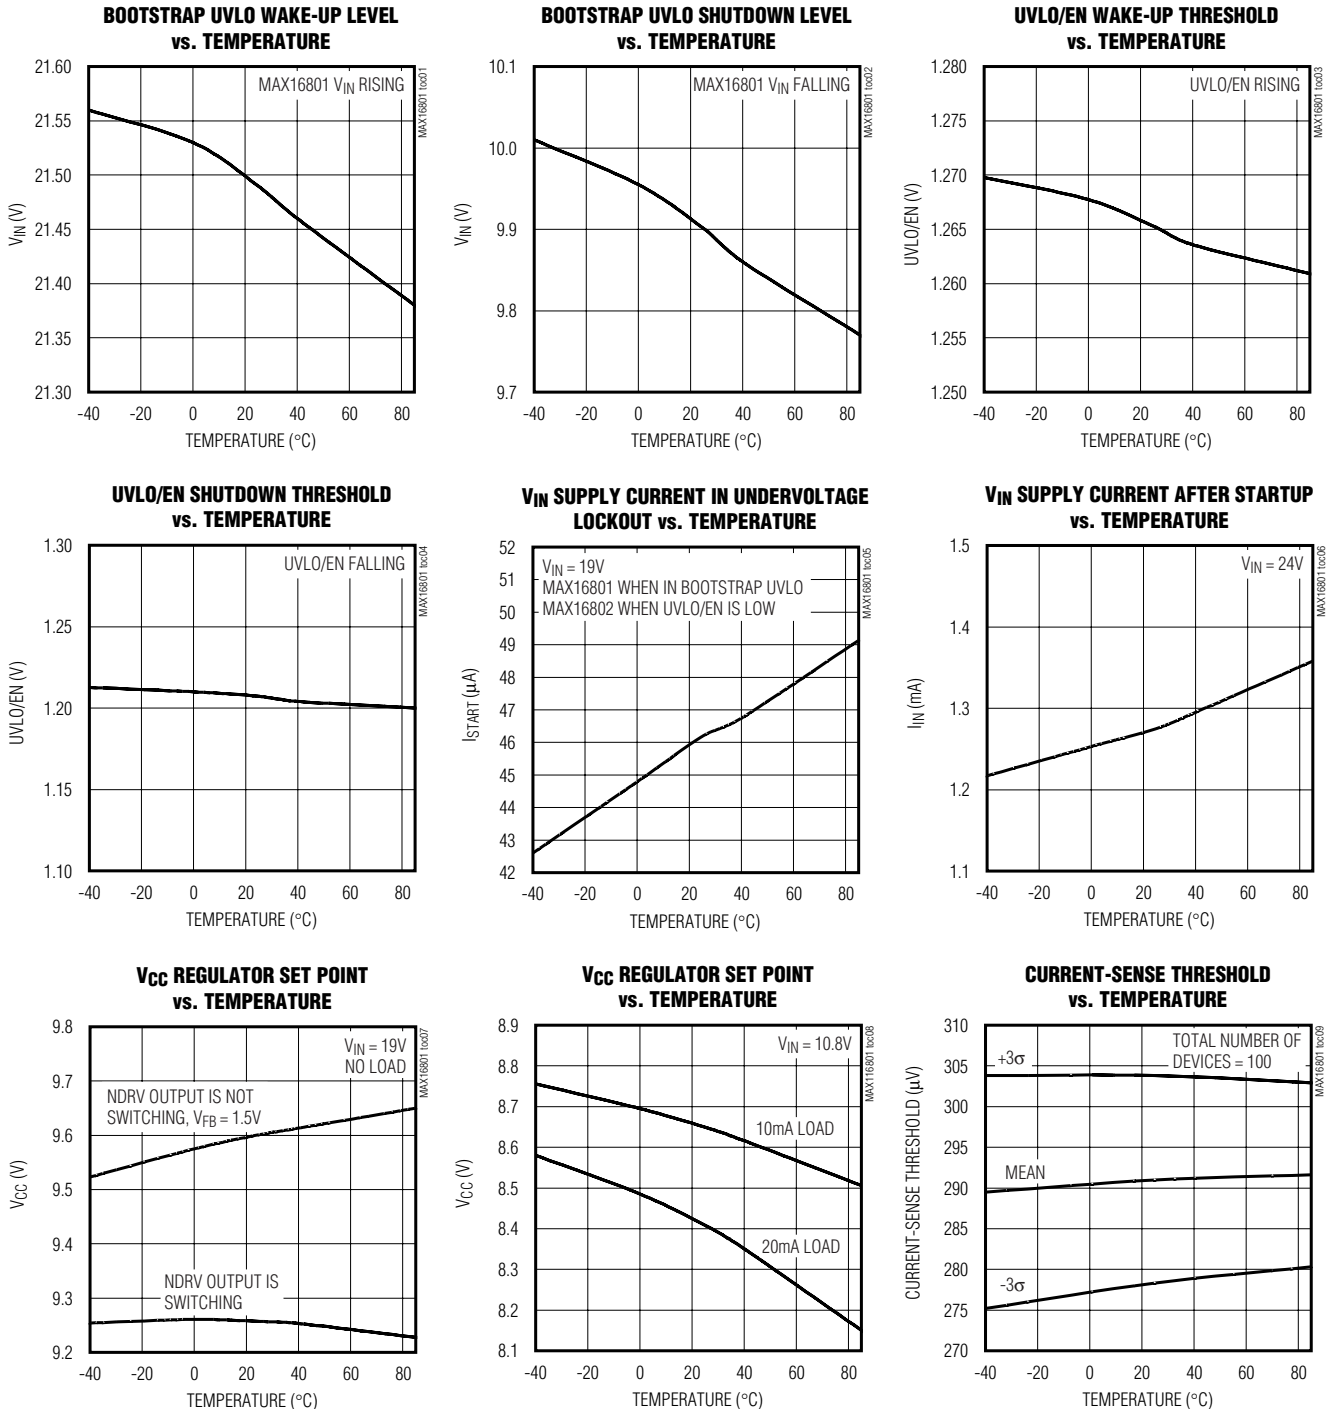 BOOTSTRAP UVLO WAKE-UP LEVEL
vs. TEMPERATURE
21.60
21.55
21.50
21.45
21.40
21.35
21.30
VIN (V)
MAX16801 VIN RISING
MAX16801 toc01
-40 -20 0 20 40 60 80
TEMPERATURE (°C)
BOOTSTRAP UVLO SHUTDOWN LEVEL
vs. TEMPERATURE
10.1
10.0
9.9
9.8
9.7
VIN (V)
MAX16801 VIN FALLING
MAX16801 toc02
-40 -20 0 20 40 60 80
TEMPERATURE (°C)
UVLO/EN WAKE-UP THRESHOLD
vs. TEMPERATURE
1.280
1.275
1.270
1.265
1.260
1.255
1.250
UVLO/EN (V)
UVLO/EN RISING
MAX16801 toc03
-40 -20 0 20 40 60 80
TEMPERATURE (°C)
UVLO/EN SHUTDOWN THRESHOLD
vs. TEMPERATURE
1.30
1.25
1.20
1.15
1.10
UVLO/EN (V)
UVLO/EN FALLING
MAX16801 toc04
-40 -20 0 20 40 60 80
TEMPERATURE (°C)
VIN SUPPLY CURRENT IN UNDERVOLTAGE
LOCKOUT vs. TEMPERATURE
52
51
50
49
48
47
46
45
44
43
42
ISTART (µA)
VIN = 19V
MAX16801 WHEN IN BOOTSTRAP UVLO
MAX16802 WHEN UVLO/EN IS LOW
MAX16801 toc05
-40 -20 0 20 40 60 80
TEMPERATURE (°C)
VIN SUPPLY CURRENT AFTER STARTUP
vs. TEMPERATURE
1.5
1.4
1.3
1.2
1.1
IIN (mA)
VIN = 24V
MAX16801 toc06
-40 -20 0 20 40 60 80
TEMPERATURE (°C)
VCC REGULATOR SET POINT
vs. TEMPERATURE
9.8
9.7
9.6
9.5
9.4
9.3
9.2
VCC (V)
VIN = 19V
NO LOAD
NDRV OUTPUT IS NOT
SWITCHING, VFB = 1.5V
NDRV OUTPUT IS
SWITCHING
MAX16801 toc07
-40 -20 0 20 40 60 80
TEMPERATURE (°C)
VCC REGULATOR SET POINT
vs. TEMPERATURE
8.9
8.8
8.7
8.6
8.5
8.4
8.3
8.2
8.1
VCC (V)
VIN = 10.8V
10mA LOAD
20mA LOAD
MAX116801 toc08
-40 -20 0 20 40 60 80
TEMPERATURE (°C)
CURRENT-SENSE THRESHOLD
vs. TEMPERATURE
310
305
300
295
290
285
280
275
270
CURRENT-SENSE THRESHOLD (µV)
TOTAL NUMBER OF
DEVICES = 100
+3σ
MEAN
-3σ
MAX16801 toc09
-40 -20 0 20 40 60 80
TEMPERATURE (°C)